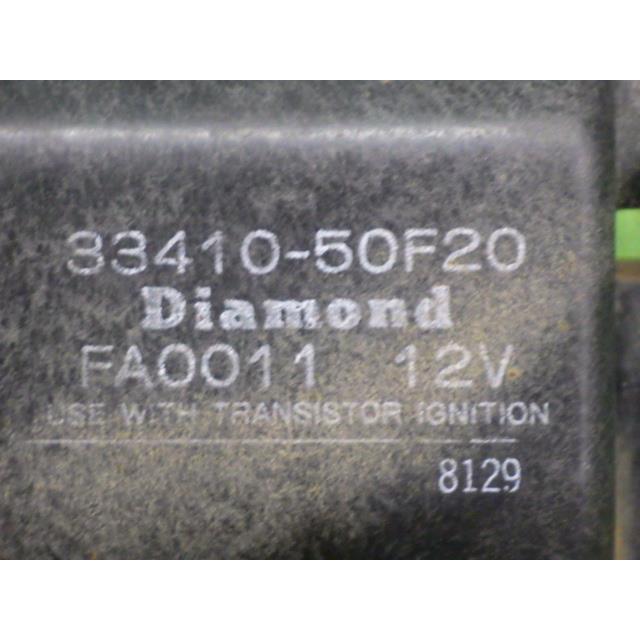 33410-50F20
Diamond
FA0011 12V
USE WITH TRANSISTOR IGNITION
8129